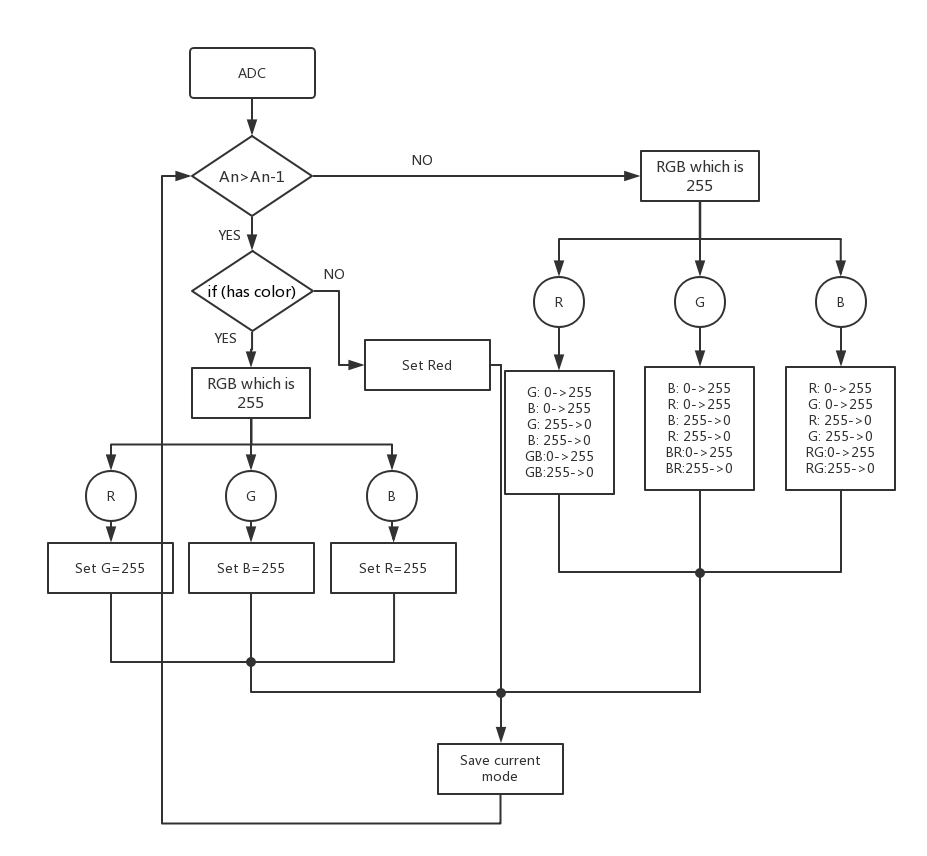 ADC
An>An-1
NO
YES
RGB which is
255
if (has color)
NO
YES
R
G
B
Set Red
RGB which is
255
G: 0->255
B: 0->255
G: 255->0
B: 255->0
GB:0->255
GB:255->0
B: 0->255
R: 0->255
B: 255->0
R: 255->0
BR:0->255
BR:255->0
R: 0->255
G: 0->255
R: 255->0
G: 255->0
RG:0->255
RG:255->0
R
G
B
Set G=255
Set B=255
Set R=255
Save current
mode